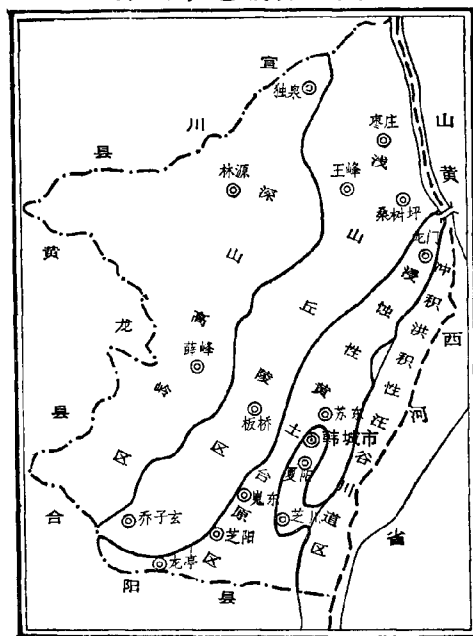 宣川县
黄龙县
合阳县
山西省
黄河
独泉
枣庄
林源
王峰
桑树坪
龙门
薛峰
板桥
苏东
韩城市
夏阳
嵬东
芝川
芝阳
乔子玄
龙亭
深山高区
浅山丘陵区
浸蚀性黄土台原区
冲积洪积性汪谷川道区